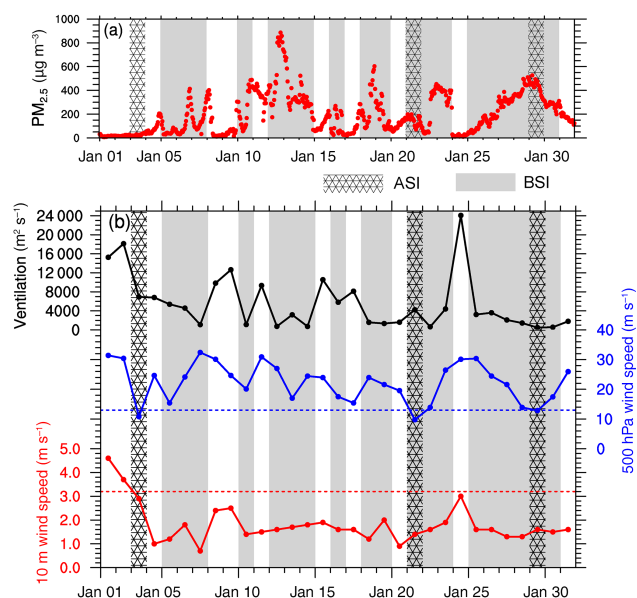 (a)
1000
800
600
400
200
0
PM2.5 (µg m−3)
Jan 01 Jan 05 Jan 10 Jan 15 Jan 20 Jan 25 Jan 30
ASI BSI
(b)
24 000
20 000
16 000
12 000
8000
4000
0
Ventilation (m2 s−1)
40
30
20
10
0
500 hPa wind speed (m s−1)
5.0
4.0
3.0
2.0
1.0
0.0
10 m wind speed (m s−1)
Jan 01 Jan 05 Jan 10 Jan 15 Jan 20 Jan 25 Jan 30